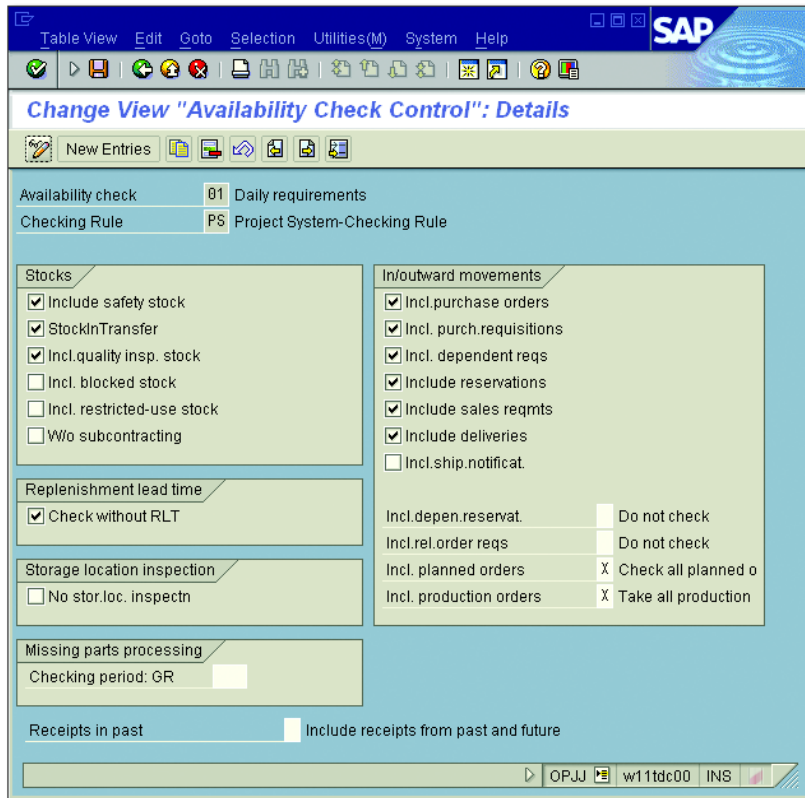 Table View Edit Goto Selection Utilities(M) System Help
SAP
Change View "Availability Check Control": Details
New Entries
Availability check 01 Daily requirements
Checking Rule PS Project System-Checking Rule
Stocks
Include safety stock
StockInTransfer
Incl.quality insp. stock
Incl. blocked stock
Incl. restricted-use stock
W/o subcontracting
Replenishment lead time
Check without RLT
Storage location inspection
No stor.loc. inspectn
Missing parts processing
Checking period: GR
In/outward movements
Incl.purchase orders
Incl. purch.requisitions
Incl. dependent reqs
Include reservations
Include sales reqmts
Include deliveries
Incl.ship.notificat.
Incl.depen.reservat. Do not check
Incl.rel.order reqs Do not check
Incl. planned orders X Check all planned o
Incl. production orders X Take all production
Receipts in past Include receipts from past and future
OPJJ w11tdc00 INS